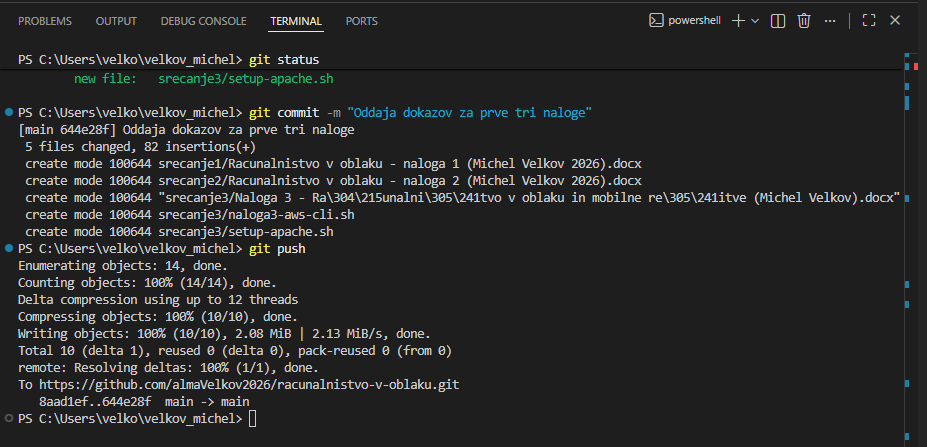 PROBLEMS OUTPUT DEBUG CONSOLE TERMINAL PORTS powershell
PS C:\Users\velko\velkov_michel> git status
new file: srecanje3/setup-apache.sh
PS C:\Users\velko\velkov_michel> git commit -m "Oddaja dokazov za prve tri naloge"
[main 644e28f] Oddaja dokazov za prve tri naloge
5 files changed, 82 insertions(+)
create mode 100644 srecanje1/Racunalnistvo v oblaku - naloga 1 (Michel Velkov 2026).docx
create mode 100644 srecanje2/Racunalnistvo v oblaku - naloga 2 (Michel Velkov 2026).docx
create mode 100644 "srecanje3/Naloga 3 - Ra\304\215unalni\305\241tvo v oblaku in mobilne re\305\241itve (Michel Velkov).docx"
create mode 100644 srecanje3/naloga3-aws-cli.sh
create mode 100644 srecanje3/setup-apache.sh
PS C:\Users\velko\velkov_michel> git push
Enumerating objects: 14, done.
Counting objects: 100% (14/14), done.
Delta compression using up to 12 threads
Compressing objects: 100% (10/10), done.
Writing objects: 100% (10/10), 2.08 MiB | 2.13 MiB/s, done.
Total 10 (delta 1), reused 0 (delta 0), pack-reused 0 (from 0)
remote: Resolving deltas: 100% (1/1), done.
To https://github.com/almaVelkov2026/racunalnistvo-v-oblaku.git
8aad1ef..644e28f main -> main
PS C:\Users\velko\velkov_michel>